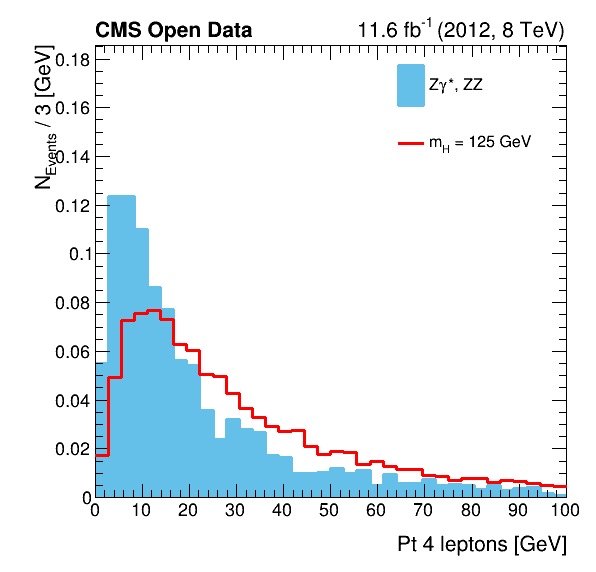 CMS Open Data 11.6 fb⁻¹ (2012, 8 TeV)
N_Events / 3 [GeV]
Zγ*, ZZ
m_H = 125 GeV
0.18
0.16
0.14
0.12
0.1
0.08
0.06
0.04
0.02
0
0 10 20 30 40 50 60 70 80 90 100
Pt 4 leptons [GeV]